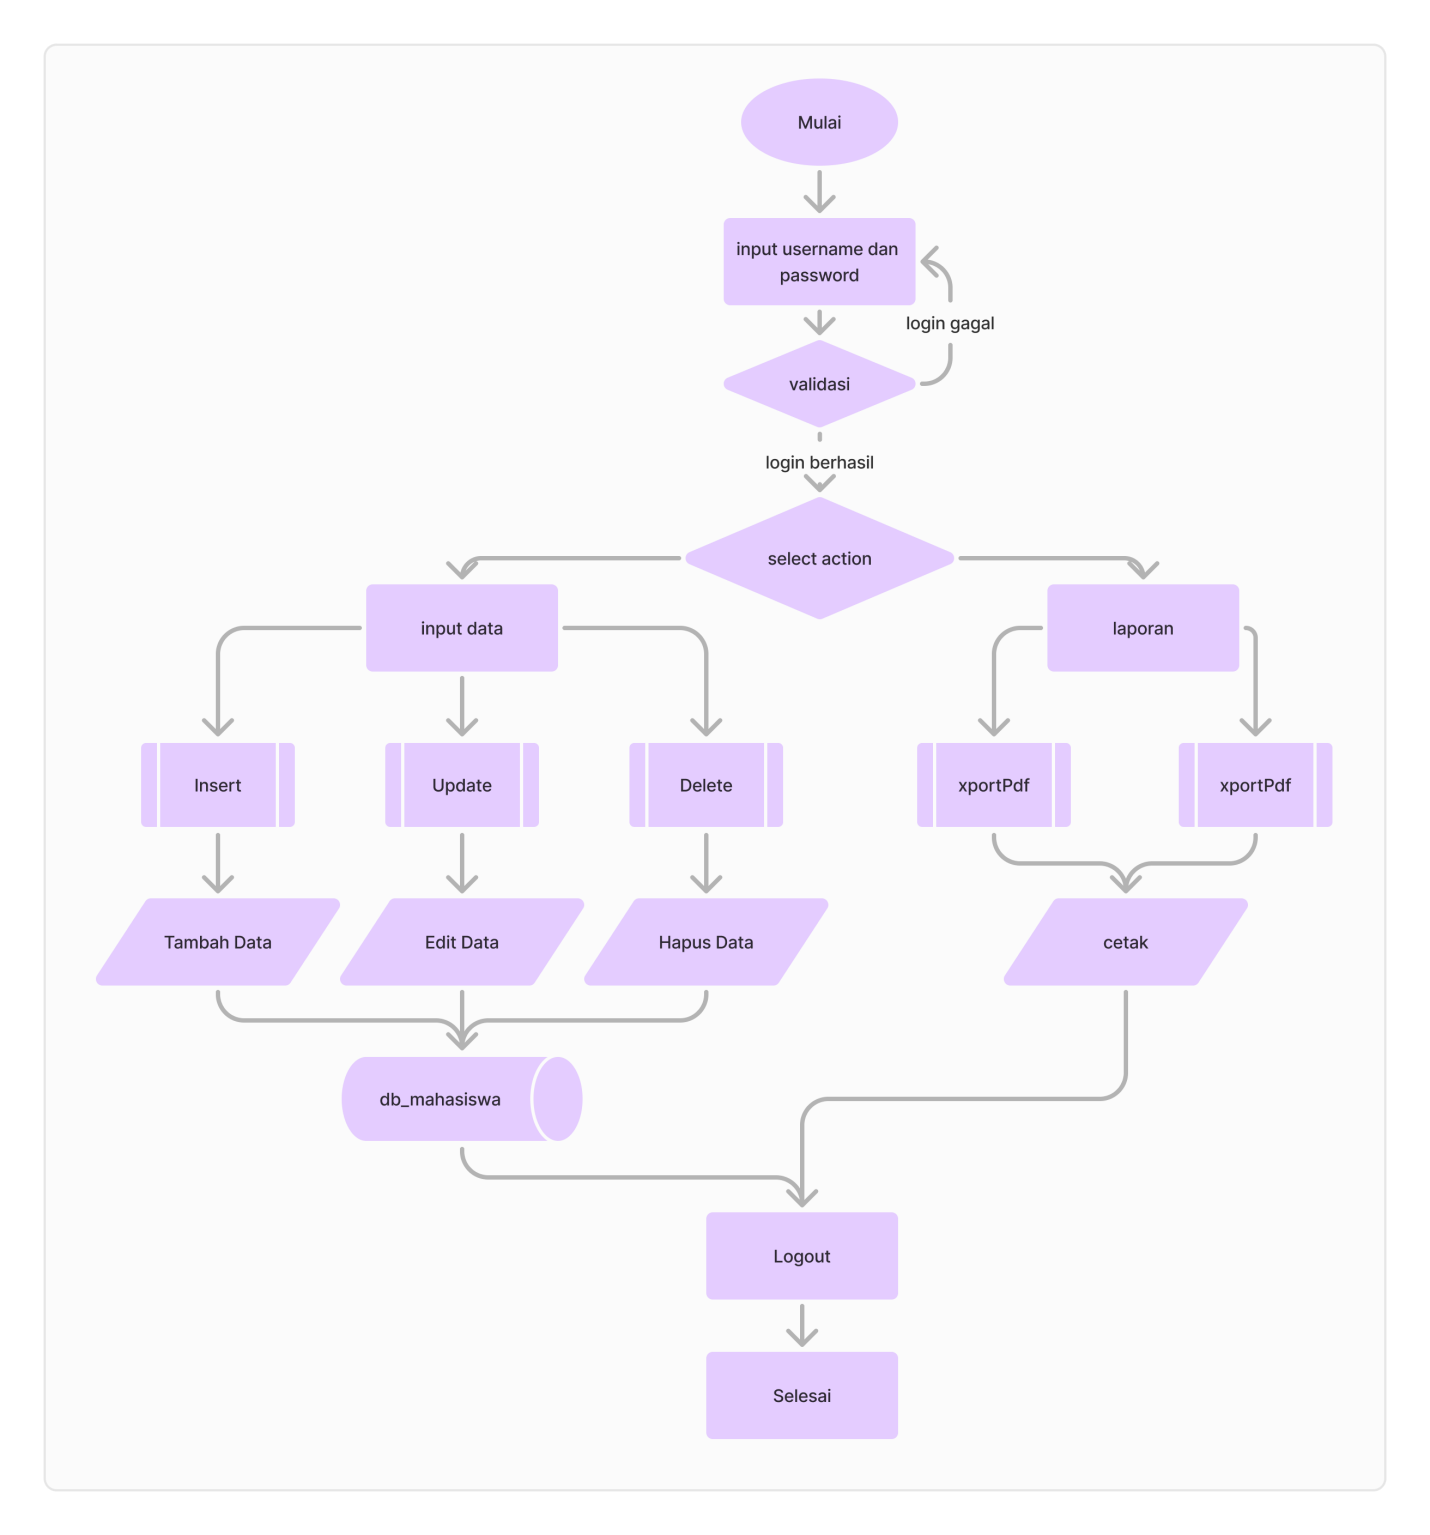 Mulai
input username dan
password
login gagal
validasi
login berhasil
select action
input data
laporan
Insert
Update
Delete
xportPdf
xportPdf
Tambah Data
Edit Data
Hapus Data
cetak
db_mahasiswa
Logout
Selesai